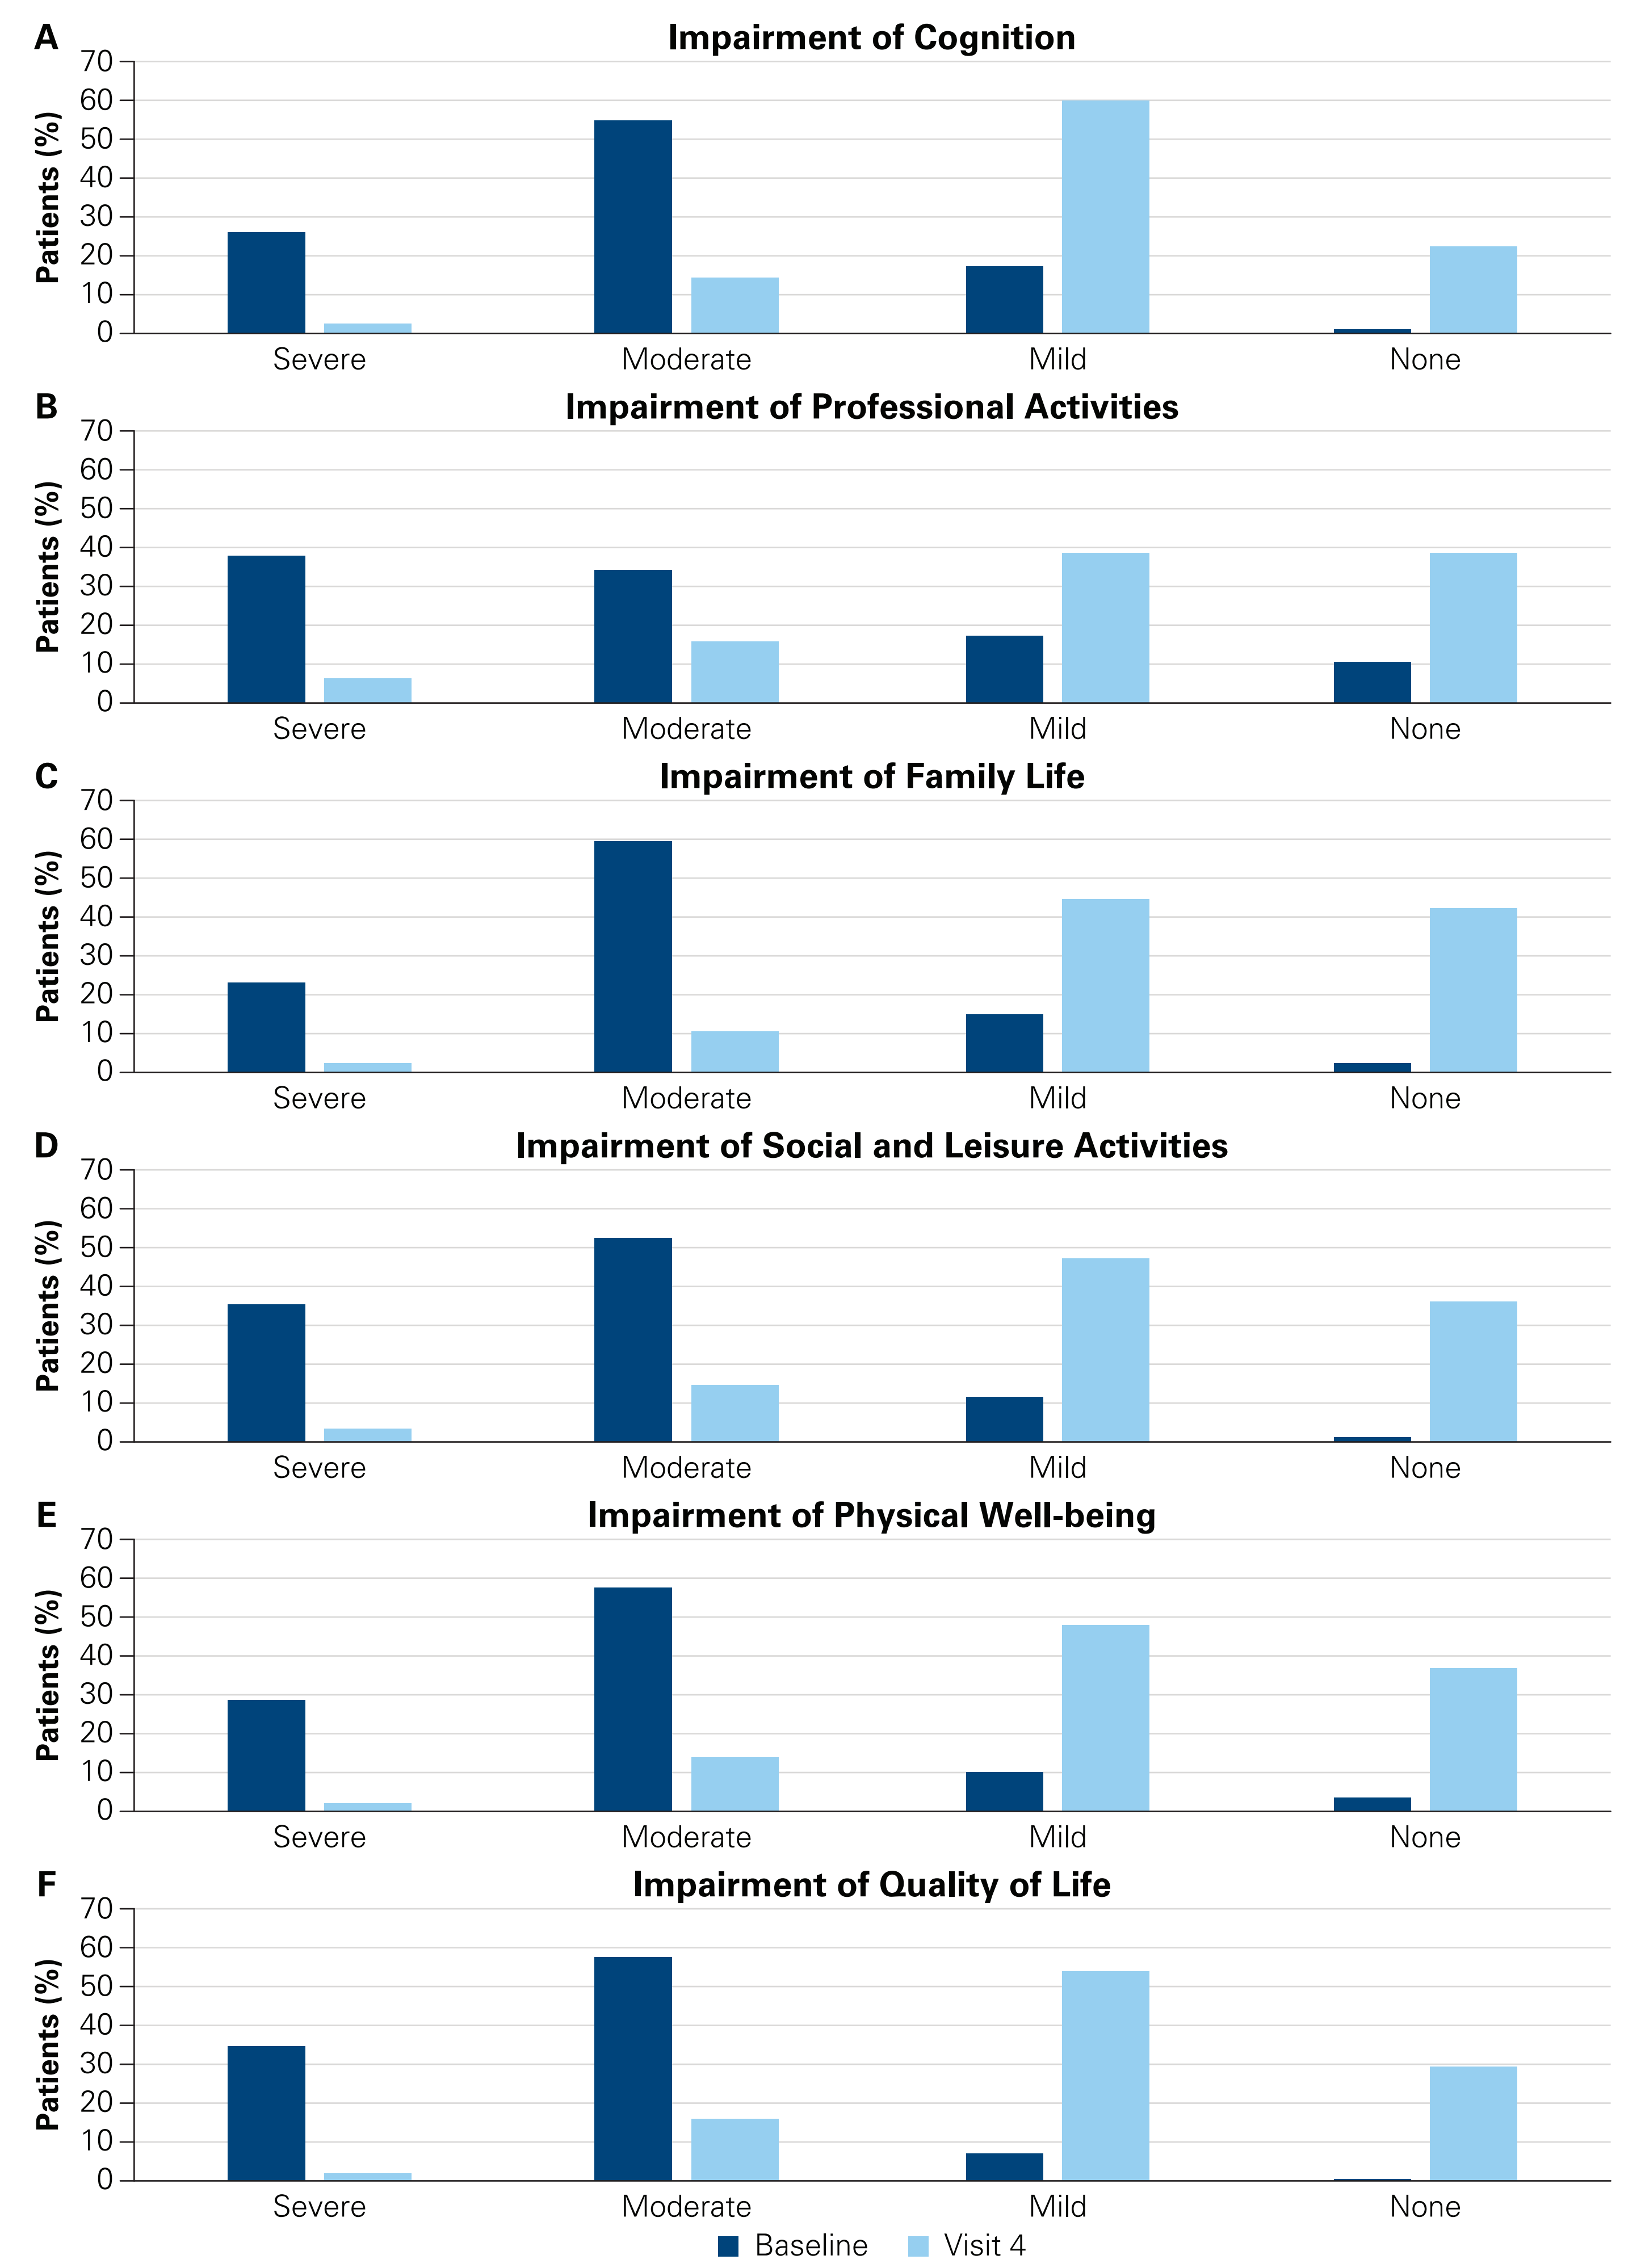 A
Impairment of Cognition
70
60
50
40
30
20
10
0
Patients (%)
Severe Moderate Mild None
B
Impairment of Professional Activities
70
60
50
40
30
20
10
0
Patients (%)
Severe Moderate Mild None
C
Impairment of Family Life
70
60
50
40
30
20
10
0
Patients (%)
Severe Moderate Mild None
D
Impairment of Social and Leisure Activities
70
60
50
40
30
20
10
0
Patients (%)
Severe Moderate Mild None
E
Impairment of Physical Well-being
70
60
50
40
30
20
10
0
Patients (%)
Severe Moderate Mild None
F
Impairment of Quality of Life
70
60
50
40
30
20
10
0
Patients (%)
Severe Moderate Mild None
Baseline Visit 4